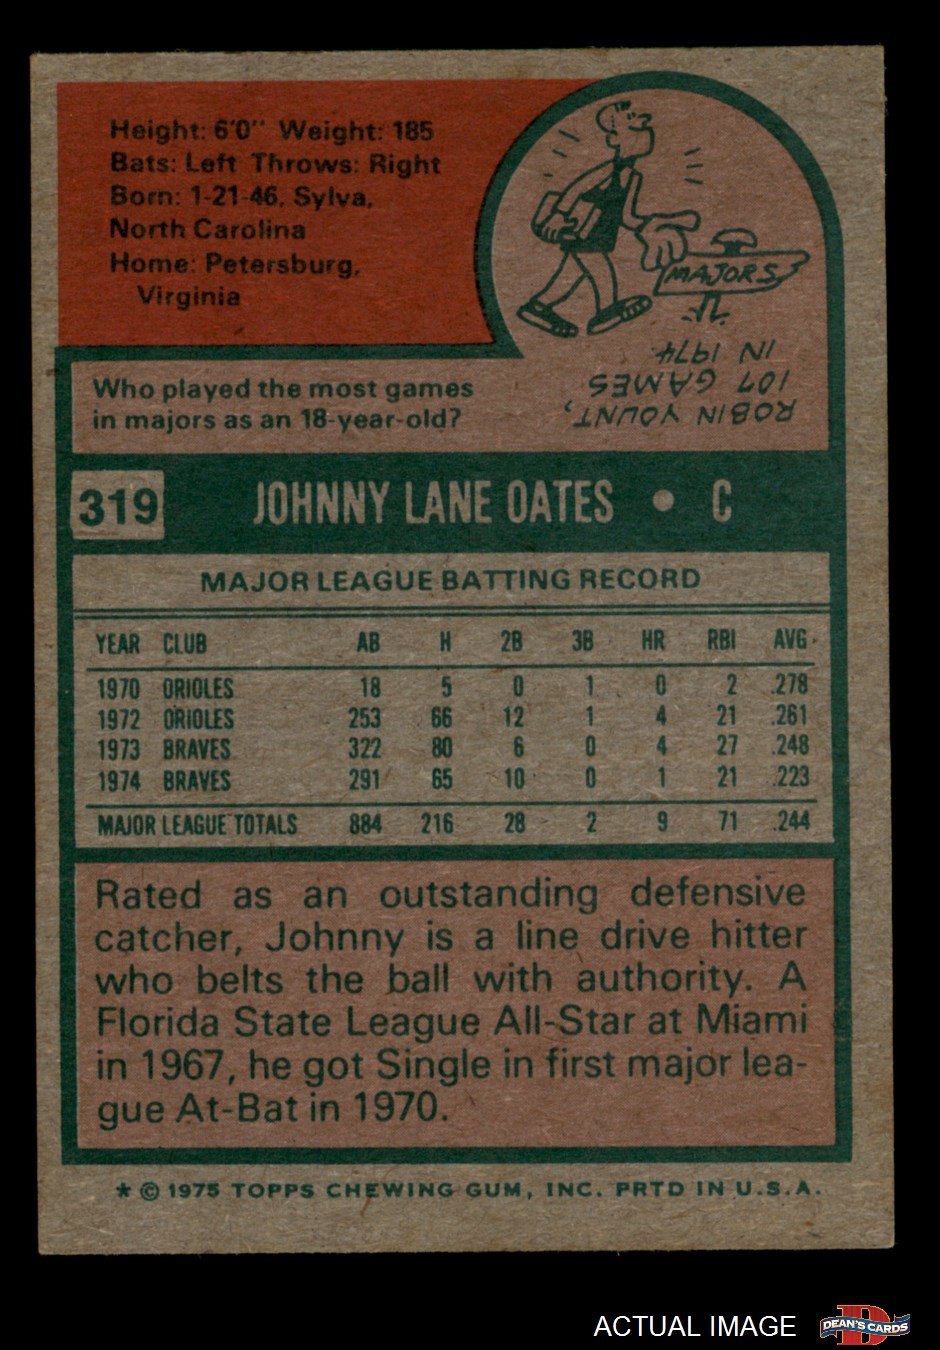 Height: 6'0" Weight: 185
Bats: Left Throws: Right
Born: 1-21-46, Sylva,
North Carolina
Home: Petersburg,
Virginia
MAJORS
Who played the most games
in majors as an 18-year-old?
ROBIN YOUNT,
107 GAMES
IN 1974
319 JOHNNY LANE OATES • C
MAJOR LEAGUE BATTING RECORD
YEAR CLUB AB H 2B 3B HR RBI AVG.
1970 ORIOLES 18 5 0 1 0 2 .278
1972 ORIOLES 253 66 12 1 4 21 .261
1973 BRAVES 322 80 6 0 4 27 .248
1974 BRAVES 291 65 10 0 1 21 .223
MAJOR LEAGUE TOTALS 884 216 28 2 9 71 .244
Rated as an outstanding defensive
catcher, Johnny is a line drive hitter
who belts the ball with authority. A
Florida State League All-Star at Miami
in 1967, he got Single in first major lea-
gue At-Bat in 1970.
* © 1975 TOPPS CHEWING GUM, INC. PRTD IN U.S.A.
ACTUAL IMAGE
D
DEAN'S CARDS